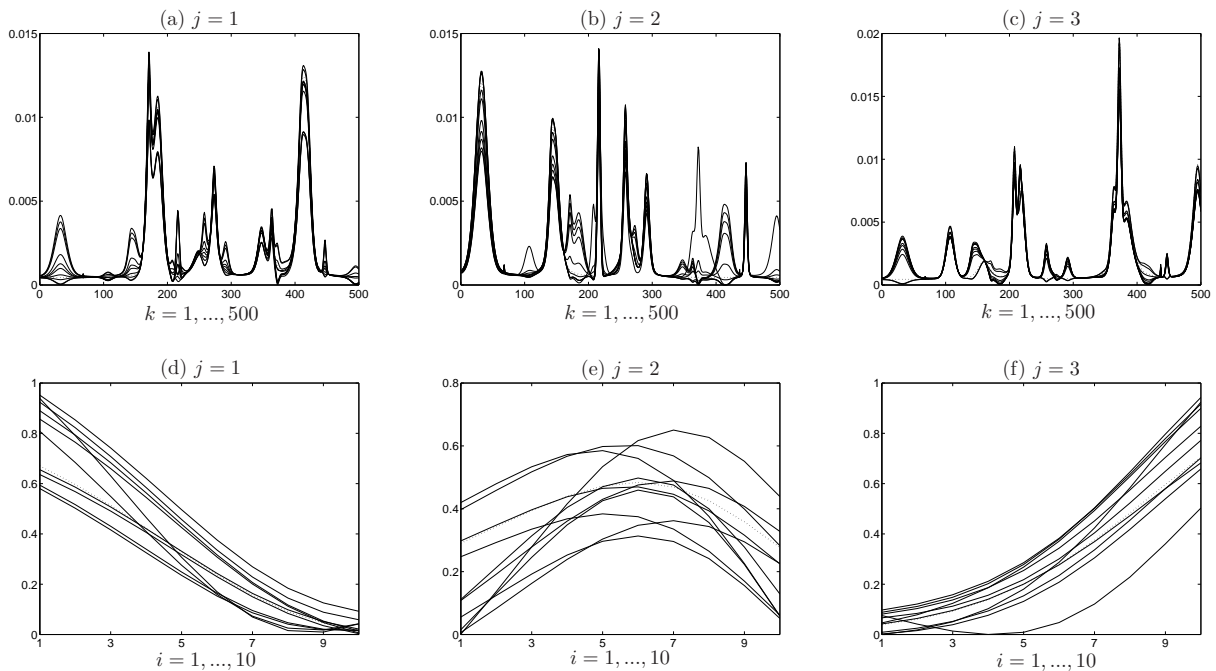 (a) j = 1
0.015
0.01
0.005
0
0 100 200 300 400 500
k = 1, ..., 500
(b) j = 2
0.015
0.01
0.005
0
0 100 200 300 400 500
k = 1, ..., 500
(c) j = 3
0.02
0.015
0.01
0.005
0
0 100 200 300 400 500
k = 1, ..., 500
(d) j = 1
1
0.8
0.6
0.4
0.2
0
1 3 5 7 9
i = 1, ..., 10
(e) j = 2
0.8
0.6
0.4
0.2
0
1 3 5 7 9
i = 1, ..., 10
(f) j = 3
1
0.8
0.6
0.4
0.2
0
1 3 5 7 9
i = 1, ..., 10